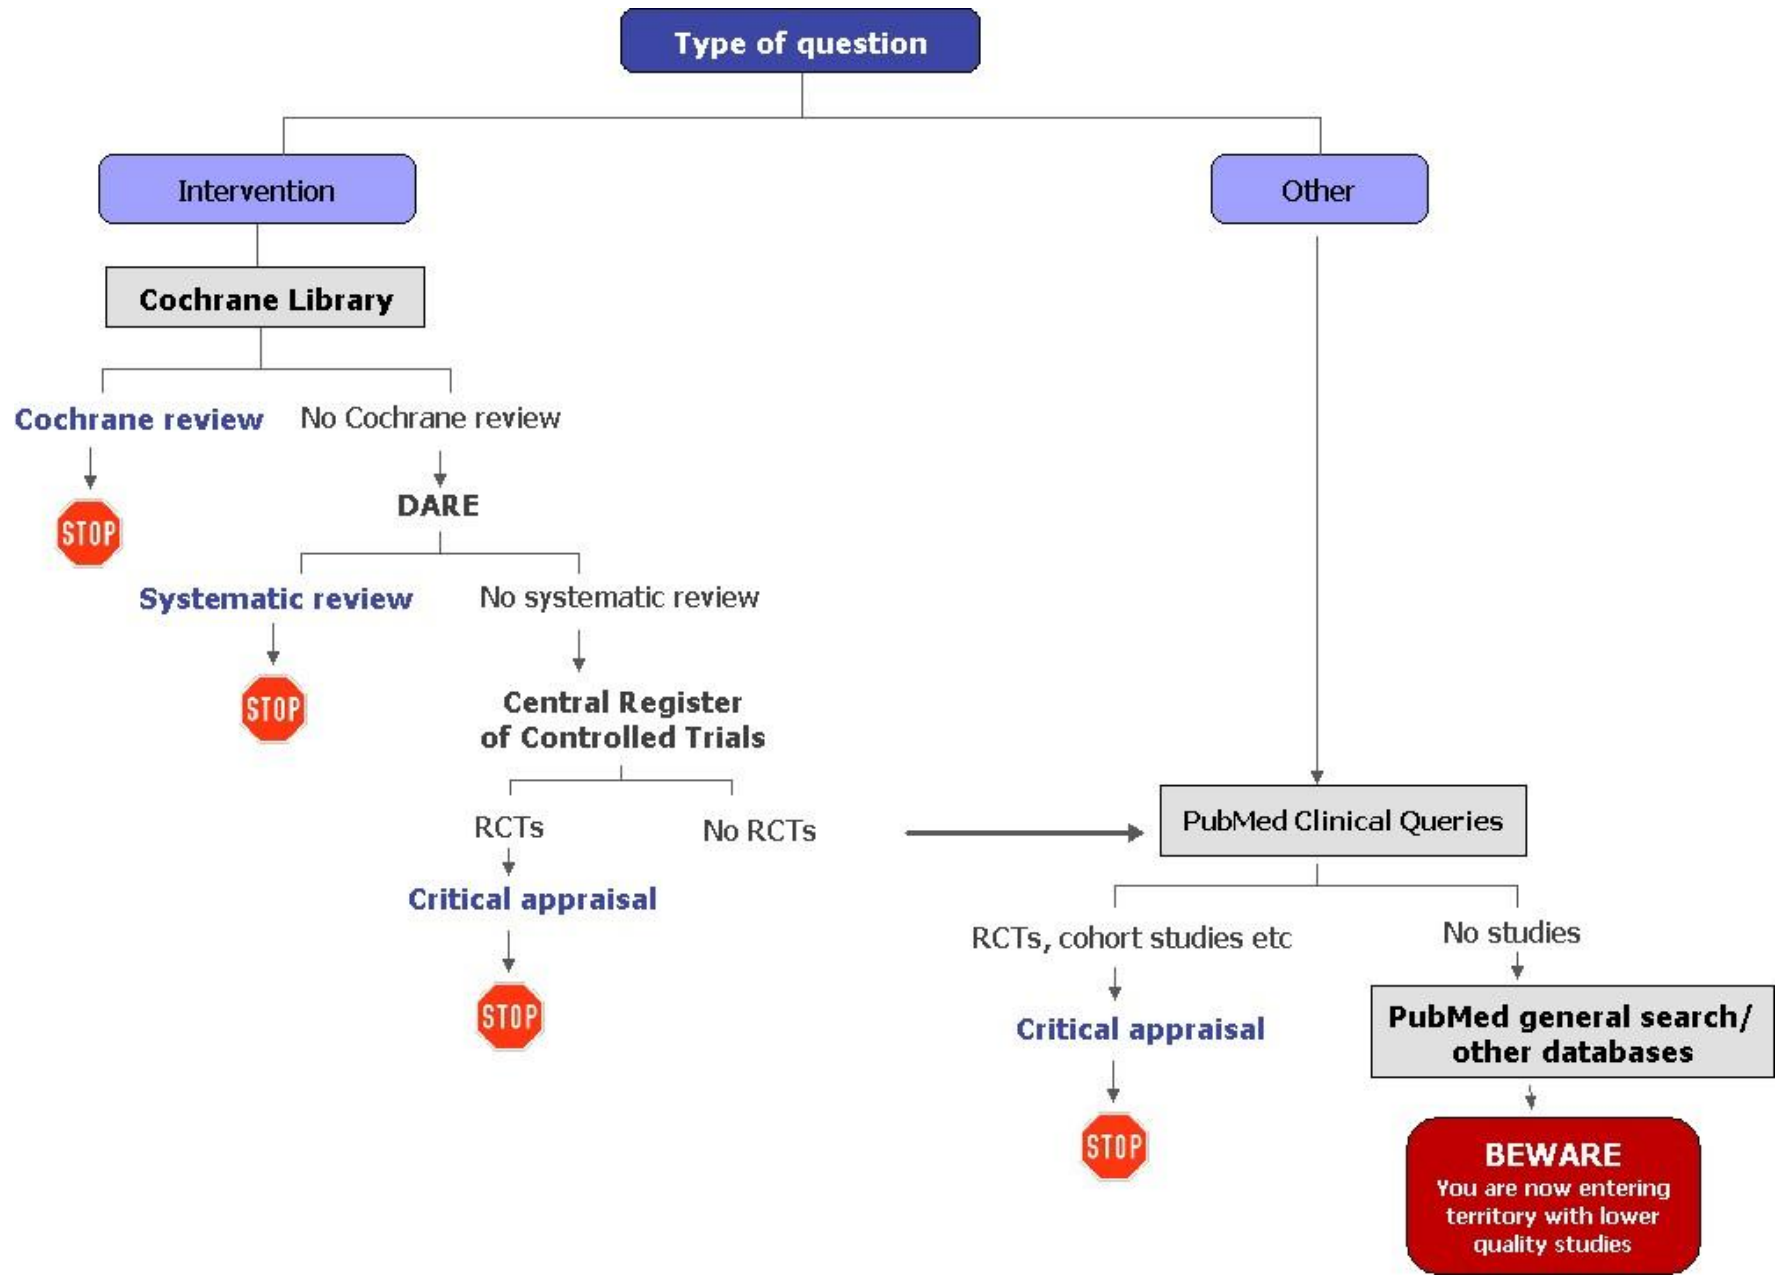 Type of question
Intervention
Other
Cochrane Library
Cochrane review
No Cochrane review
STOP
DARE
Systematic review
No systematic review
STOP
Central Register
of Controlled Trials
RCTs
No RCTs
PubMed Clinical Queries
Critical appraisal
STOP
RCTs, cohort studies etc
No studies
Critical appraisal
STOP
PubMed general search/
other databases
BEWARE
You are now entering
territory with lower
quality studies